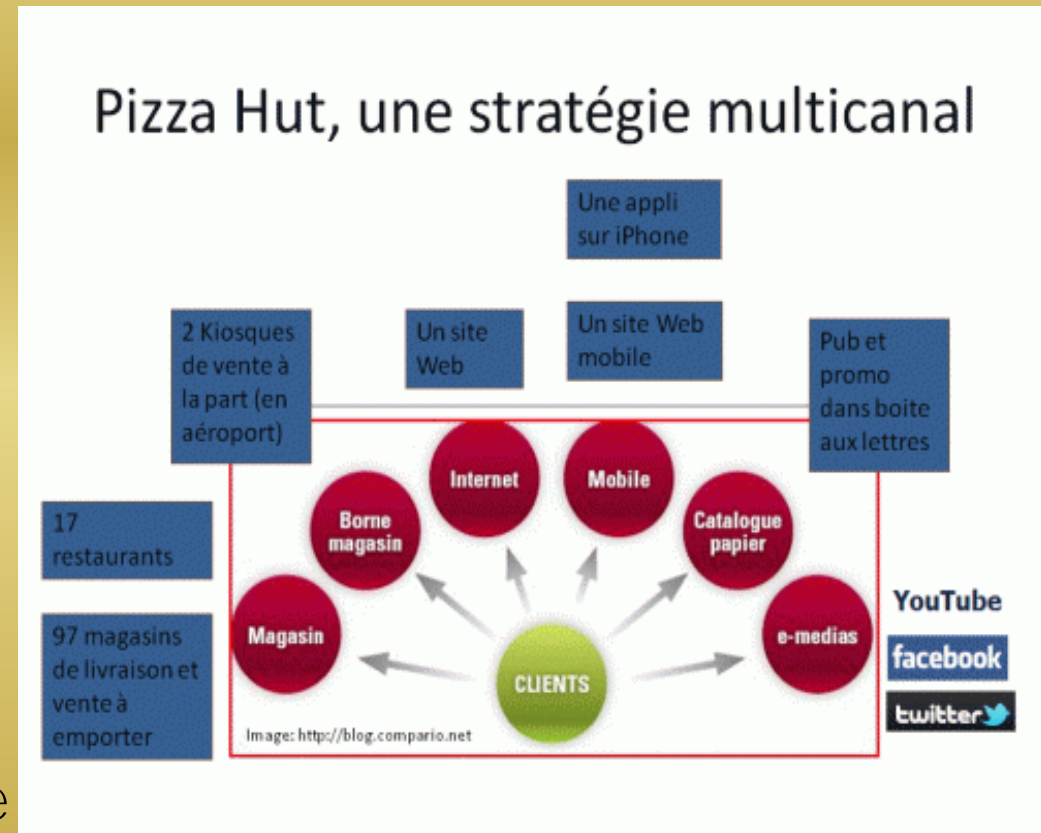 Pizza Hut, une stratégie multicanal
Une appli
sur iPhone
2 Kiosques
de vente à
la part (en
aéroport)
Un site
Web
Un site Web
mobile
Pub et
promo
dans boite
aux lettres
17
restaurants
97 magasins
de livraison et
vente à
emporter
Magasin
Borne
magasin
Internet
Mobile
Catalogue
papier
e-medias
CLIENTS
YouTube
facebook
twitter
Image: http://blog.compario.net
e